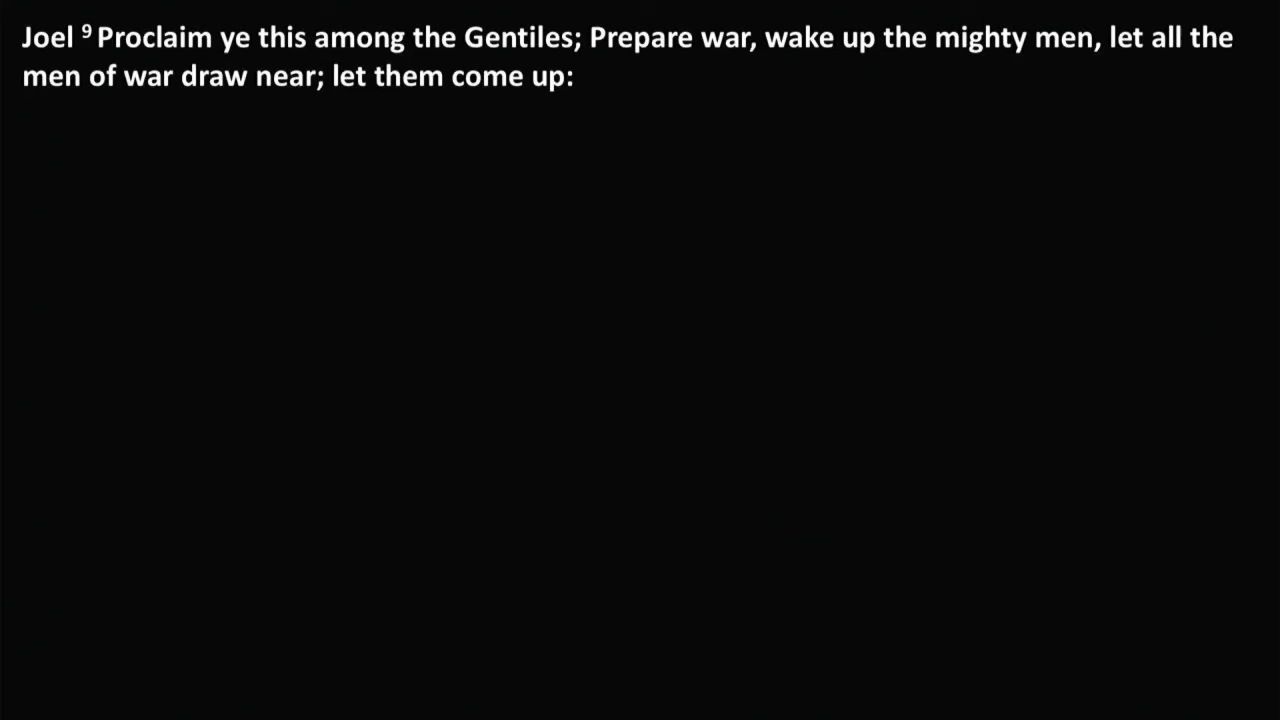 Joel ⁹ Proclaim ye this among the Gentiles; Prepare war, wake up the mighty men, let all the
men of war draw near; let them come up: